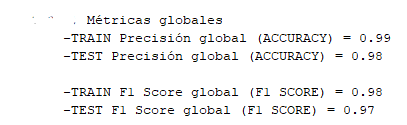 . Métricas globales
-TRAIN Precisión global (ACCURACY) = 0.99
-TEST Precisión global (ACCURACY) = 0.98
-TRAIN F1 Score global (F1 SCORE) = 0.98
-TEST F1 Score global (F1 SCORE) = 0.97